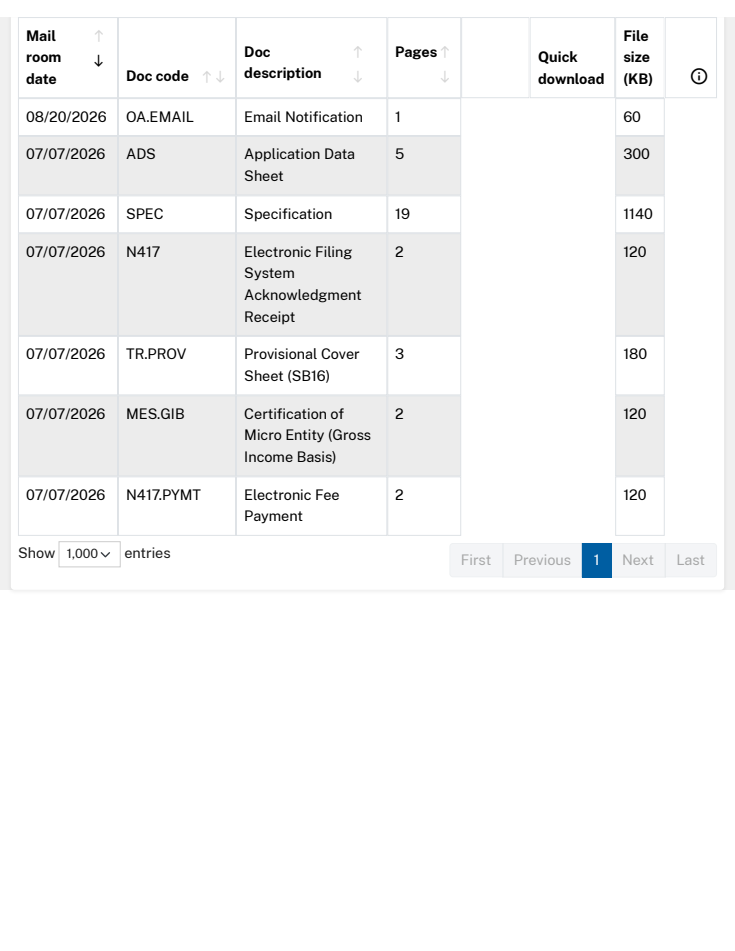 Mail room date Doc code Doc description Pages Quick download File size (KB)
08/20/2026 OA.EMAIL Email Notification 1 60
07/07/2026 ADS Application Data Sheet 5 300
07/07/2026 SPEC Specification 19 1140
07/07/2026 N417 Electronic Filing System Acknowledgment Receipt 2 120
07/07/2026 TR.PROV Provisional Cover Sheet (SB16) 3 180
07/07/2026 MES.GIB Certification of Micro Entity (Gross Income Basis) 2 120
07/07/2026 N417.PYMT Electronic Fee Payment 2 120
Show 1,000 entries First Previous 1 Next Last